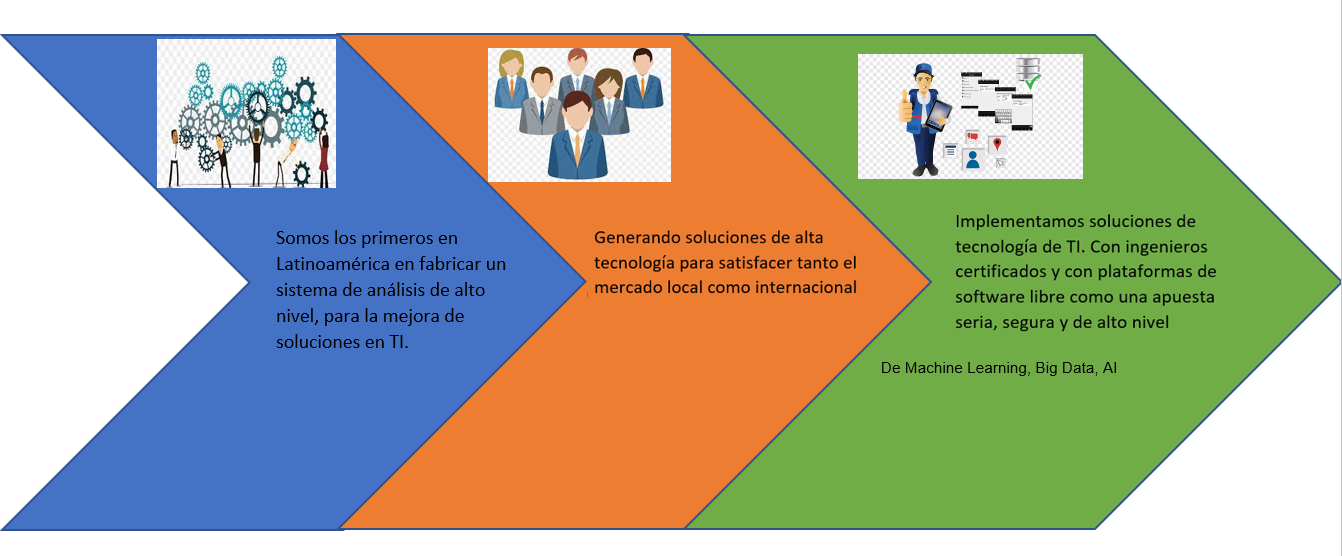 Somos los primeros en
Latinoamérica en fabricar un
sistema de análisis de alto
nivel, para la mejora de
soluciones en TI.
Generando soluciones de alta
tecnología para satisfacer tanto el
mercado local como internacional
Implementamos soluciones de
tecnología de TI. Con ingenieros
certificados y con plataformas de
software libre como una apuesta
seria, segura y de alto nivel
De Machine Learning, Big Data, AI